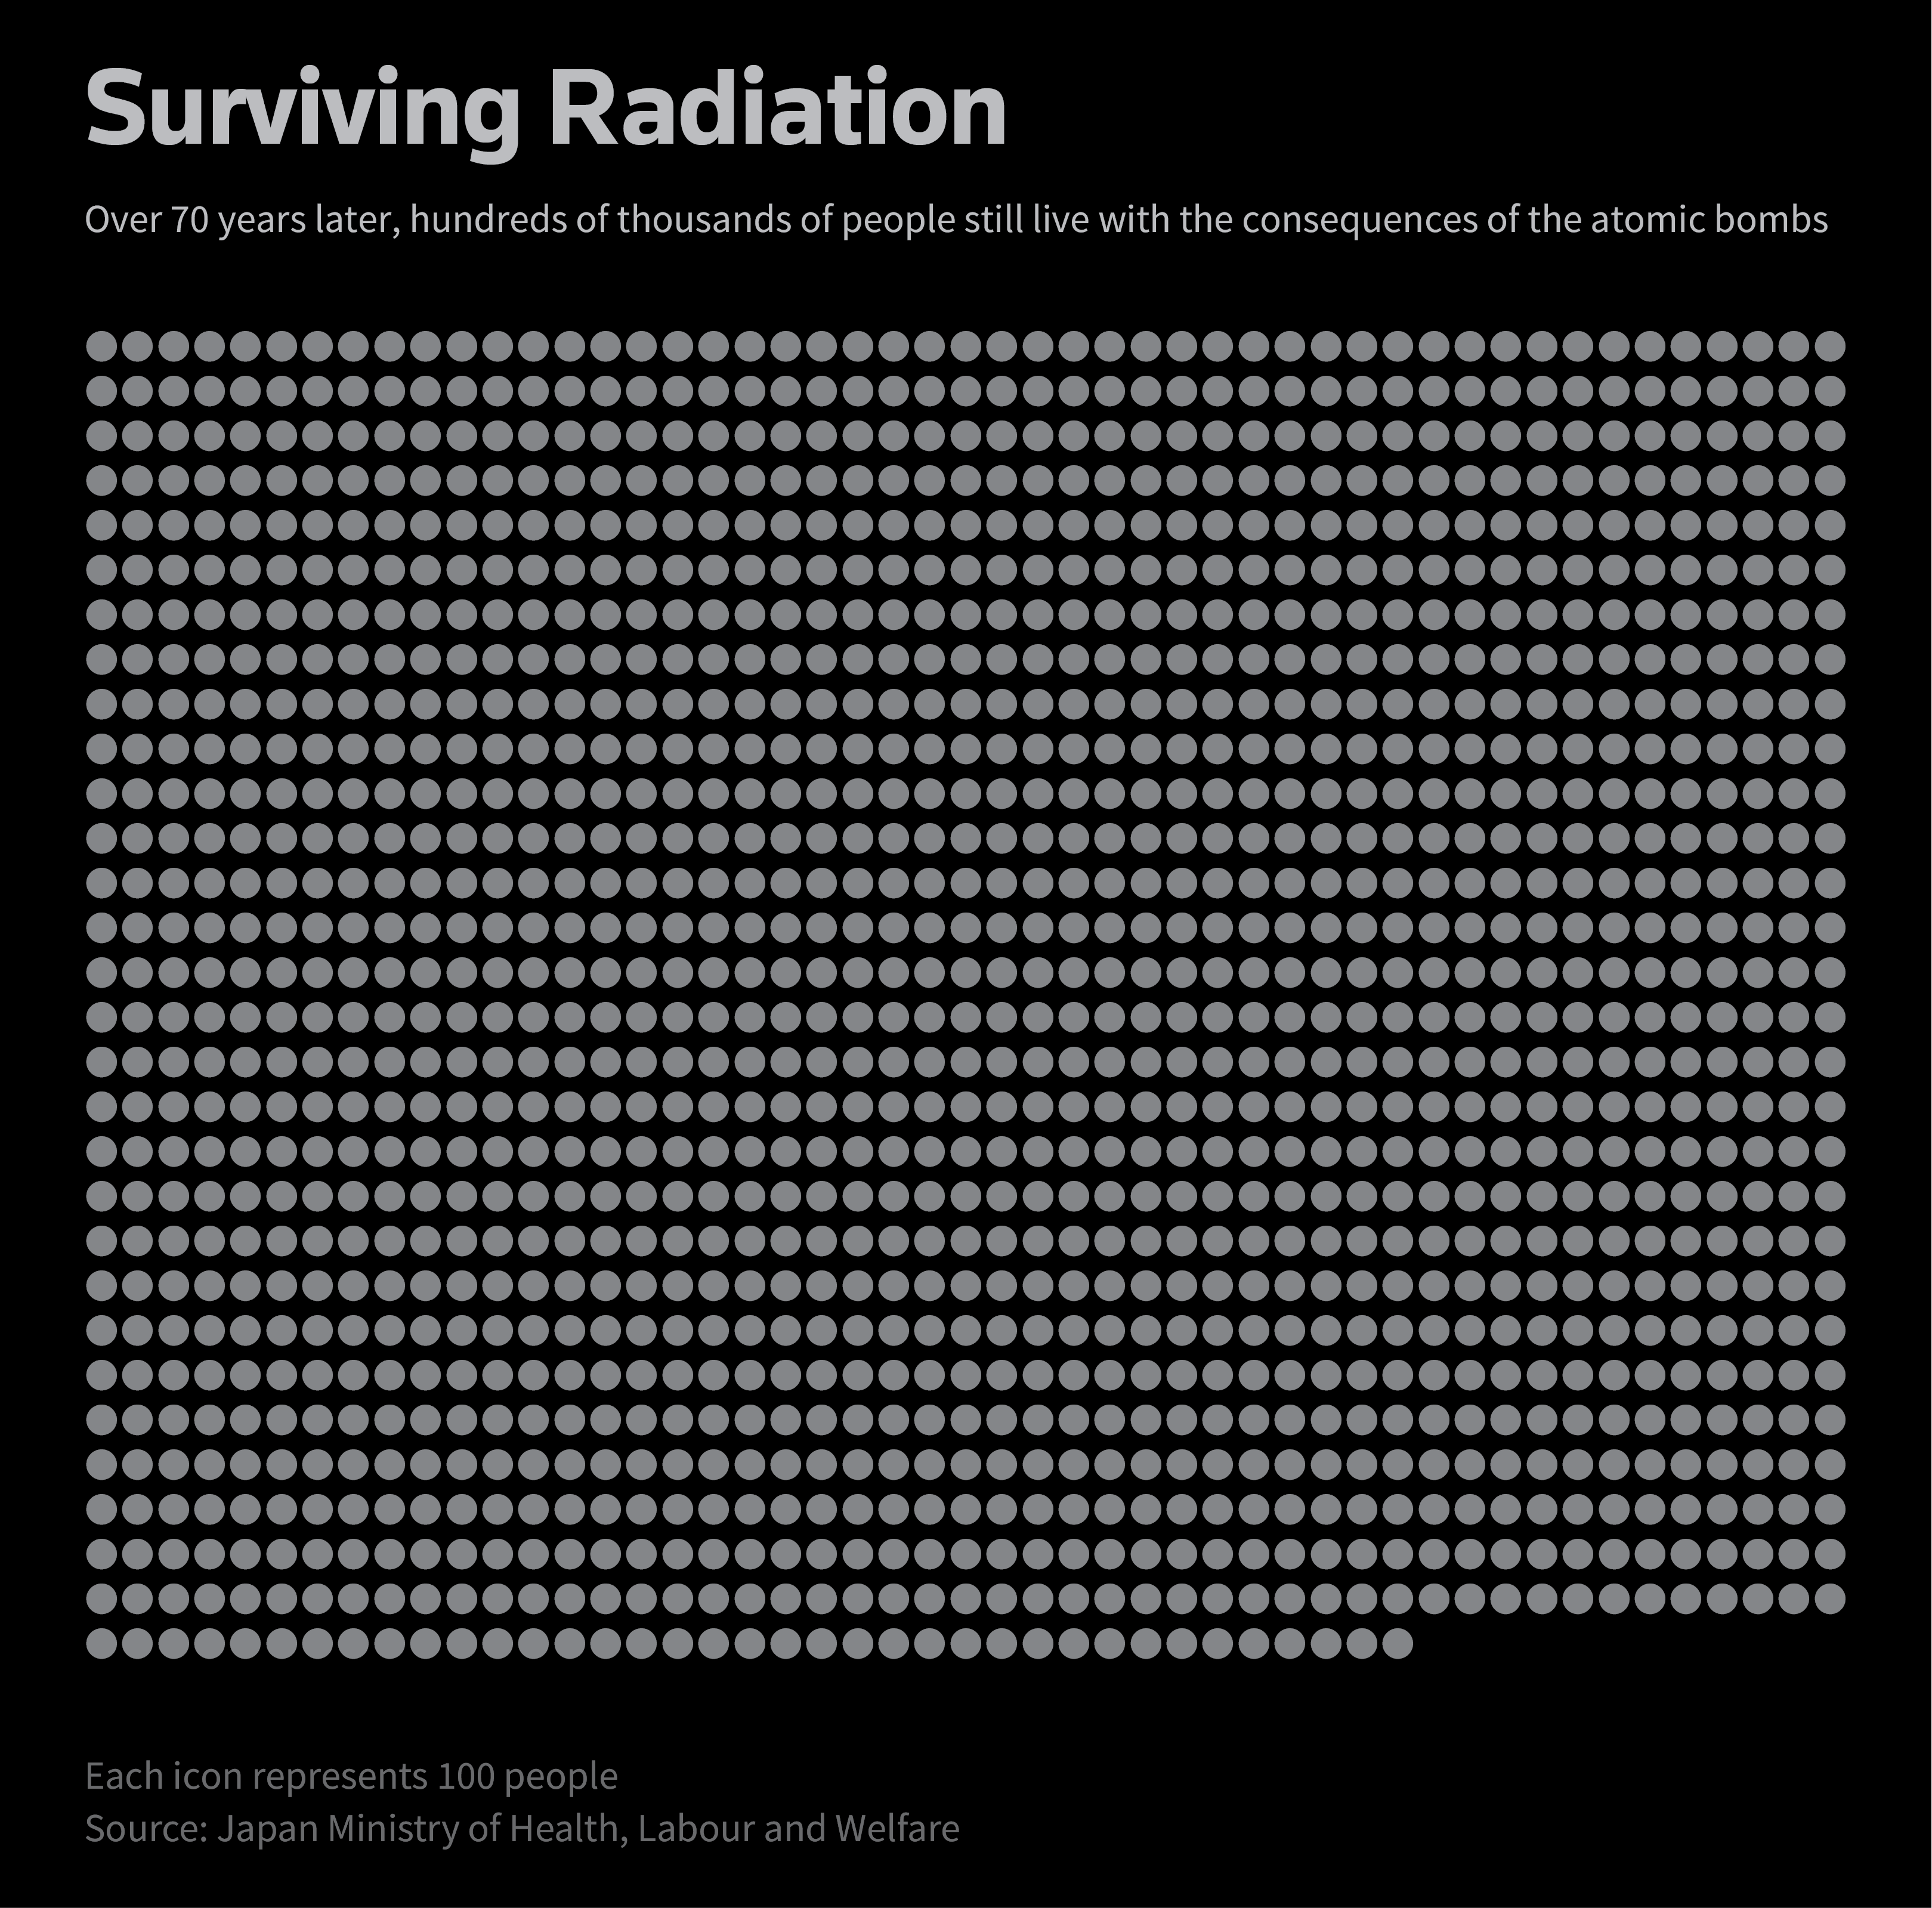 Surviving Radiation
Over 70 years later, hundreds of thousands of people still live with the consequences of the atomic bombs
Each icon represents 100 people
Source: Japan Ministry of Health, Labour and Welfare